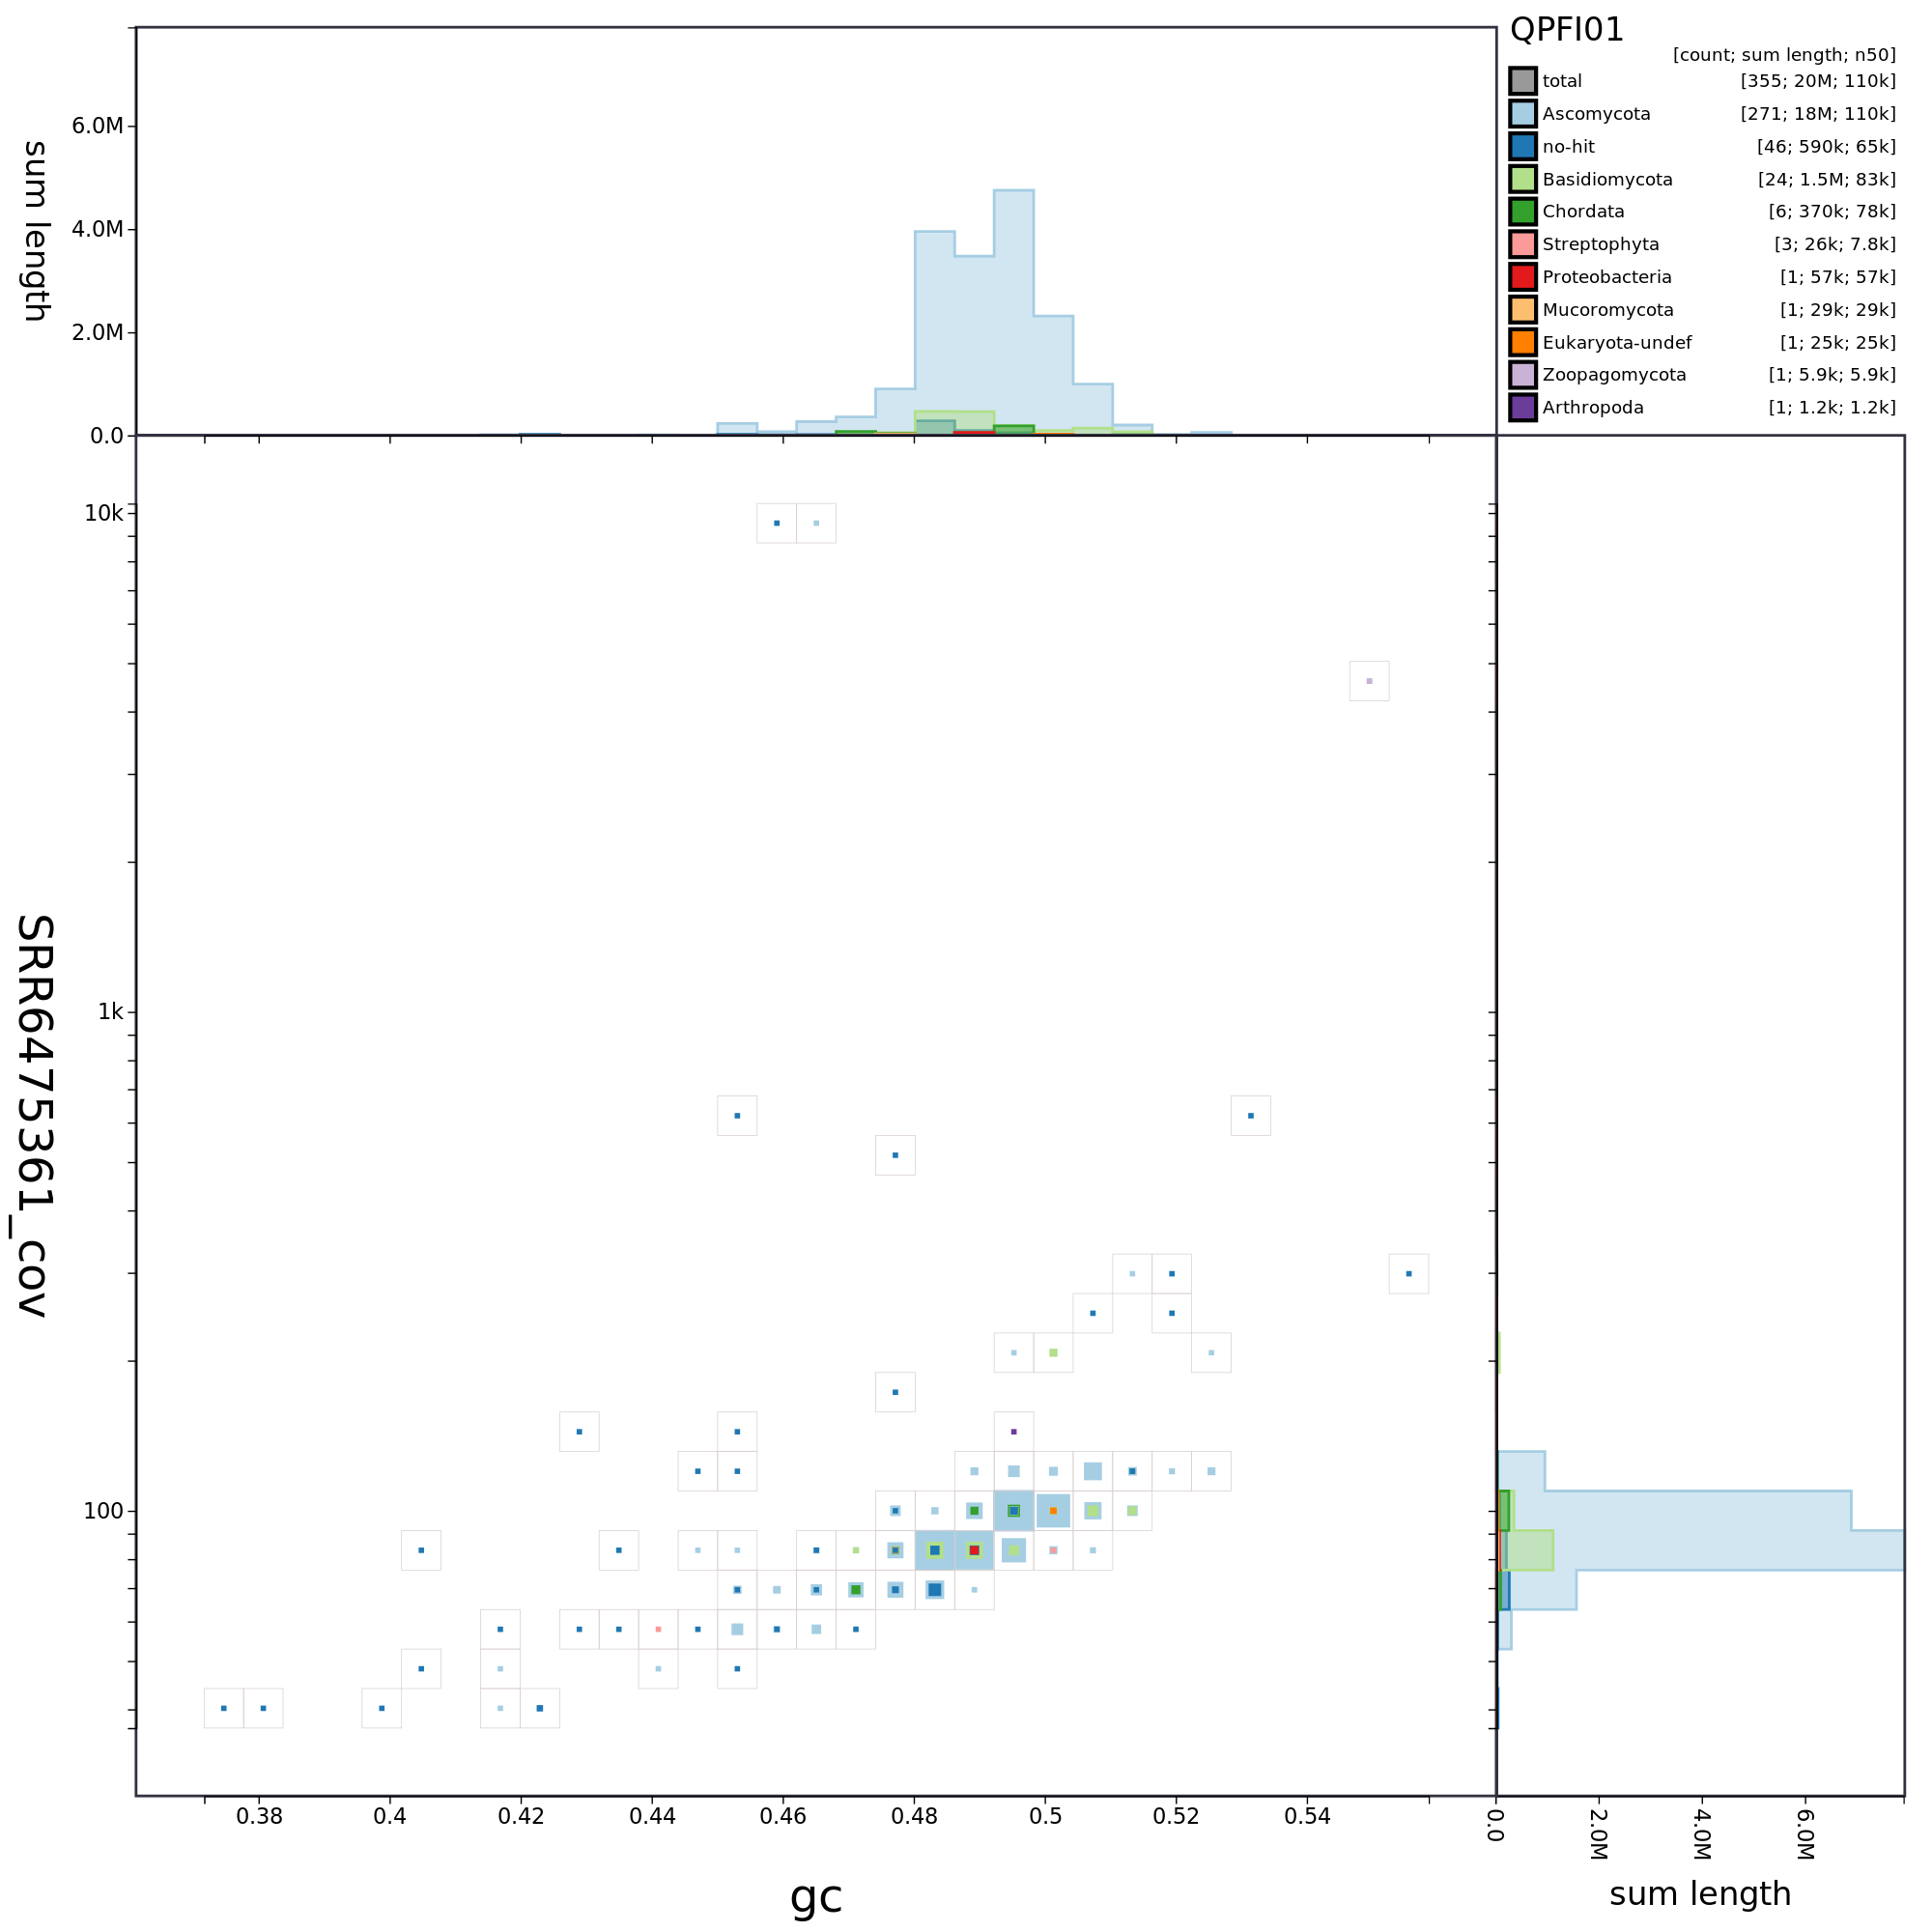 QPFI01
[count; sum length; n50]
total [355; 20M; 110k]
Ascomycota [271; 18M; 110k]
no-hit [46; 590k; 65k]
Basidiomycota [24; 1.5M; 83k]
Chordata [6; 370k; 78k]
Streptophyta [3; 26k; 7.8k]
Proteobacteria [1; 57k; 57k]
Mucoromycota [1; 29k; 29k]
Eukaryota-undef [1; 25k; 25k]
Zoopagomycota [1; 5.9k; 5.9k]
Arthropoda [1; 1.2k; 1.2k]
sum length
6.0M
4.0M
2.0M
0.0
SRR6475361_cov
10k
1k
100
0.38 0.4 0.42 0.44 0.46 0.48 0.5 0.52 0.54
gc
0.0 2.0M 4.0M 6.0M
sum length